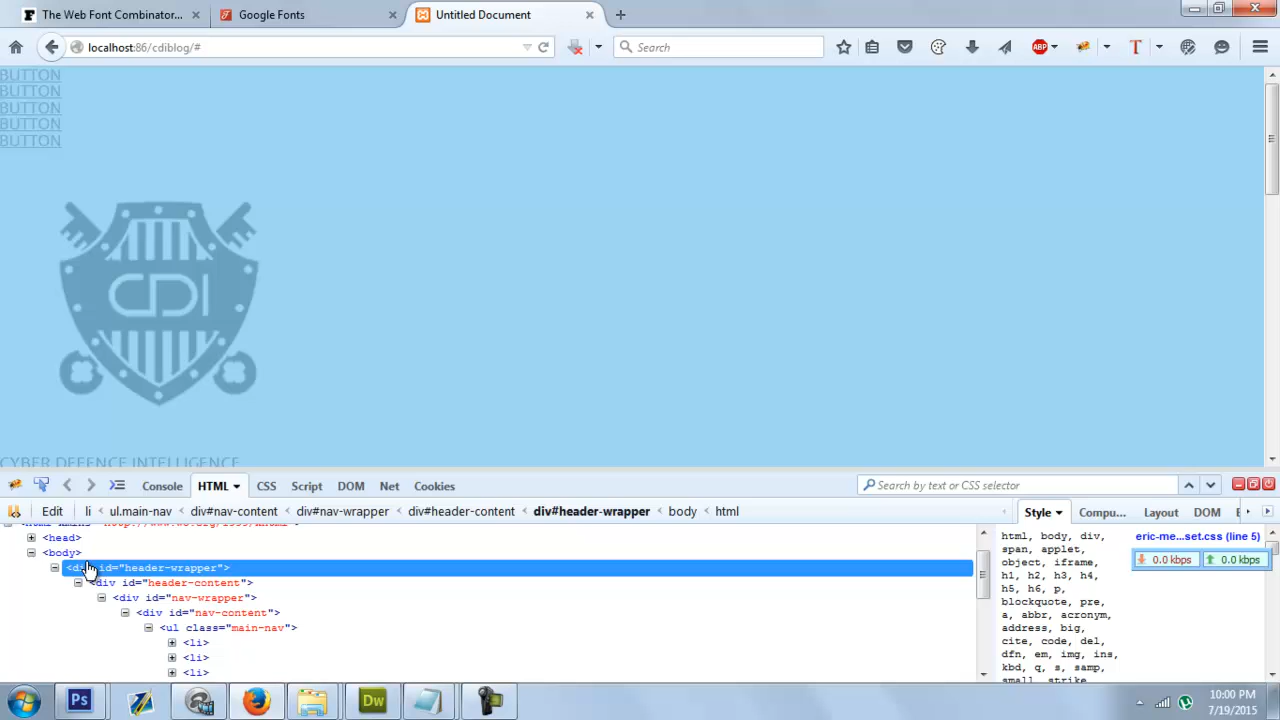 The Web Font Combinator... × Google Fonts × Untitled Document × +
localhost:86/cdiblog/# Search ABP T
BUTTON
BUTTON
BUTTON
BUTTON
BUTTON
CDI
CYBER DEFENCE INTELLIGENCE
Console HTML CSS Script DOM Net Cookies Search by text or CSS selector
Edit li ul.main-nav < div#nav-content < div#nav-wrapper < div#header-content < div#header-wrapper < body < html Style Compu... Layout DOM
<head>
<body>
id="header-wrapper">
<div id="header-content">
<div id="nav-wrapper">
<div id="nav-content">
<ul class="main-nav">
<li>
<li>
<li>
html, body, div, eric-me...set.css (line 5)
span, applet,
object, iframe, 0.0 kbps 0.0 kbps
h1, h2, h3, h4,
h5, h6, p,
blockquote, pre,
a, abbr, acronym,
address, big,
cite, code, del,
dfn, em, img, ins,
kbd, q, s, samp,
small, strike,
Ps Dw
10:00 PM
7/19/2015